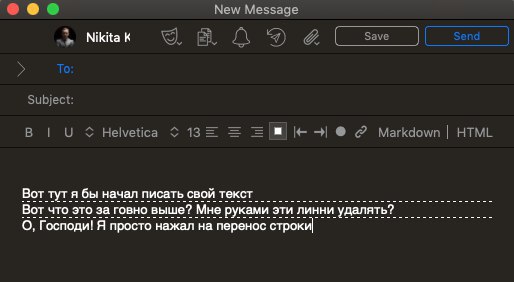 New Message
Nikita K
Save
Send
To:
Subject:
B I U Helvetica 13 Markdown HTML
Вот тут я бы начал писать свой текст
Вот что это за говно выше? Мне руками эти линни удалять?
О, Господи! Я просто нажал на перенос строки